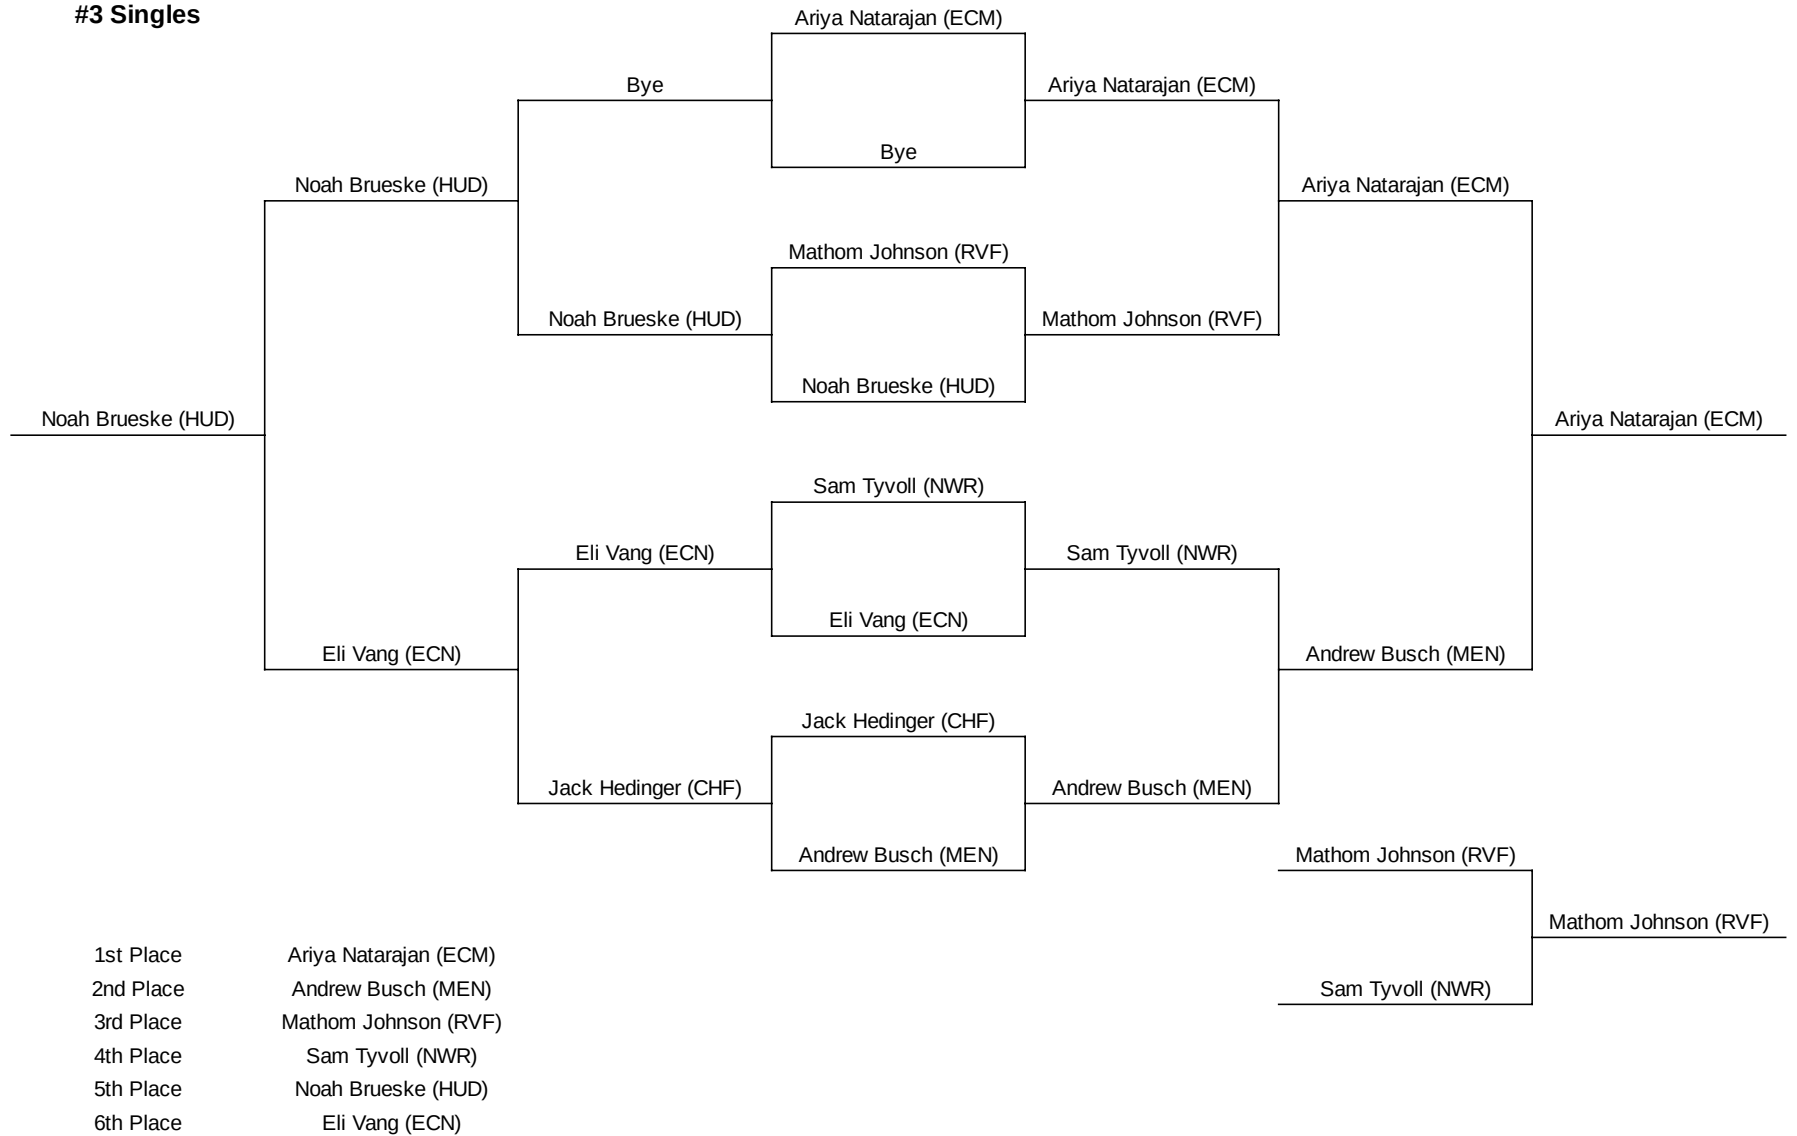 #3 Singles
Ariya Natarajan (ECM)
Bye
Ariya Natarajan (ECM)
Bye
Noah Brueske (HUD)
Ariya Natarajan (ECM)
Mathom Johnson (RVF)
Noah Brueske (HUD)
Mathom Johnson (RVF)
Noah Brueske (HUD)
Noah Brueske (HUD)
Ariya Natarajan (ECM)
Sam Tyvoll (NWR)
Eli Vang (ECN)
Sam Tyvoll (NWR)
Eli Vang (ECN)
Eli Vang (ECN)
Andrew Busch (MEN)
Jack Hedinger (CHF)
Jack Hedinger (CHF)
Andrew Busch (MEN)
Andrew Busch (MEN)
Mathom Johnson (RVF)
Mathom Johnson (RVF)
Sam Tyvoll (NWR)
1st Place Ariya Natarajan (ECM)
2nd Place Andrew Busch (MEN)
3rd Place Mathom Johnson (RVF)
4th Place Sam Tyvoll (NWR)
5th Place Noah Brueske (HUD)
6th Place Eli Vang (ECN)